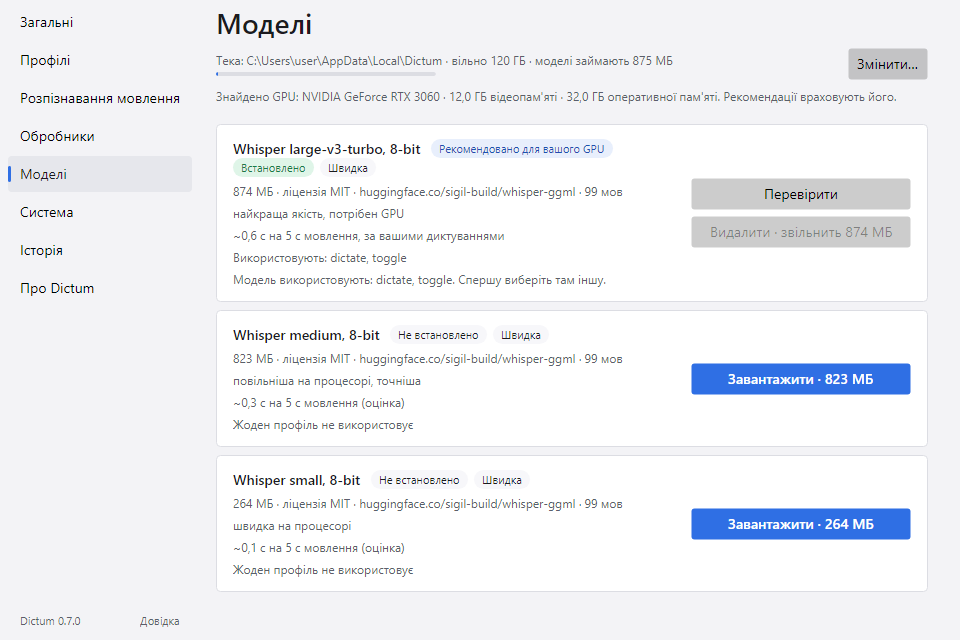 Загальні
Профілі
Розпізнавання мовлення
Обробники
Моделі
Система
Історія
Про Dictum
Dictum 0.7.0
Довідка
Моделі
Тека: C:\Users\user\AppData\Local\Dictum · вільно 120 ГБ · моделі займають 875 МБ
Змінити...
Знайдено GPU: NVIDIA GeForce RTX 3060 · 12,0 ГБ відеопам'яті · 32,0 ГБ оперативної пам'яті. Рекомендації враховують його.
Whisper large-v3-turbo, 8-bit
Рекомендовано для вашого GPU
Встановлено
Швидка
874 МБ · ліцензія MIT · huggingface.co/sigil-build/whisper-ggml · 99 мов
найкраща якість, потрібен GPU
~0,6 с на 5 с мовлення, за вашими диктуваннями
Використовують: dictate, toggle
Модель використовують: dictate, toggle. Спершу виберіть там іншу.
Перевірити
Видалити · звільнить 874 МБ
Whisper medium, 8-bit
Не встановлено
Швидка
823 МБ · ліцензія MIT · huggingface.co/sigil-build/whisper-ggml · 99 мов
повільніша на процесорі, точніша
~0,3 с на 5 с мовлення (оцінка)
Жоден профіль не використовує
Завантажити · 823 МБ
Whisper small, 8-bit
Не встановлено
Швидка
264 МБ · ліцензія MIT · huggingface.co/sigil-build/whisper-ggml · 99 мов
швидка на процесорі
~0,1 с на 5 с мовлення (оцінка)
Жоден профіль не використовує
Завантажити · 264 МБ